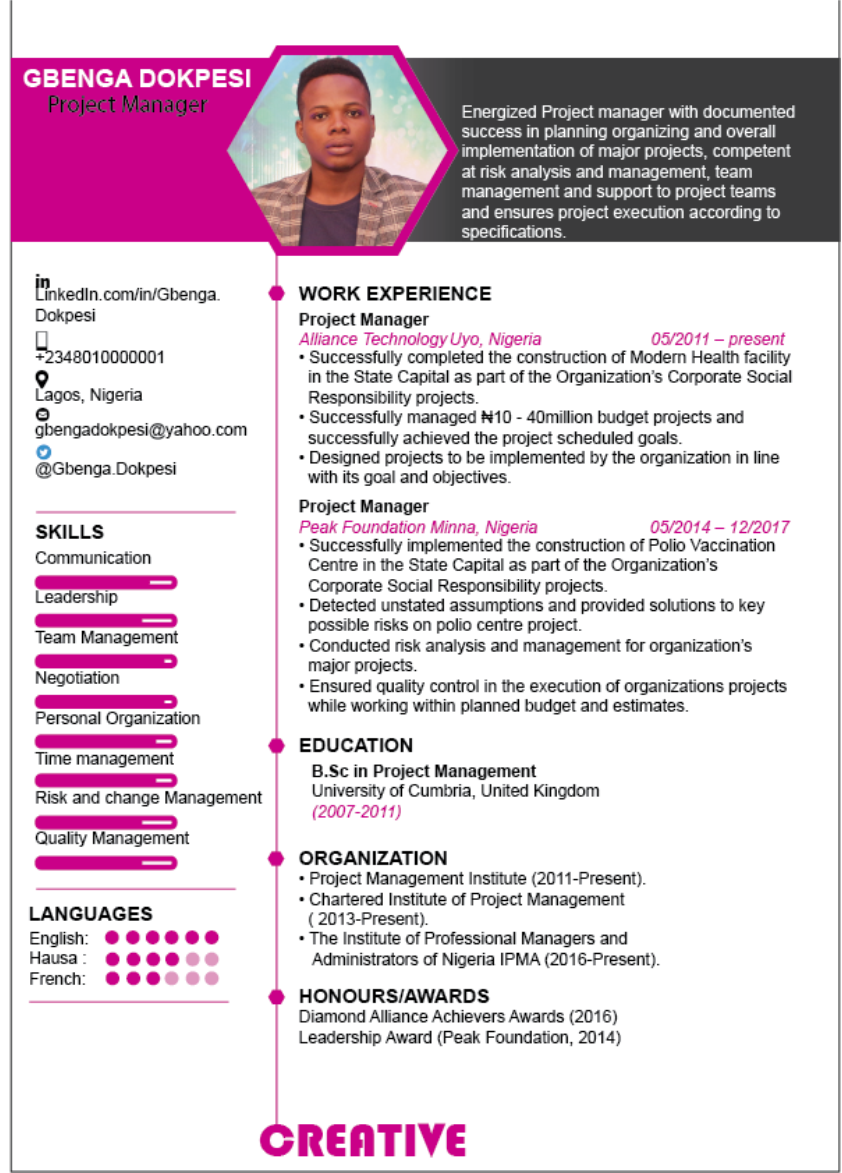 GBENGA DOKPESI
Project Manager
Energized Project manager with documented
success in planning organizing and overall
implementation of major projects, competent
at risk analysis and management, team
management and support to project teams
and ensures project execution according to
specifications.
in
LinkedIn.com/in/Gbenga.
Dokpesi
+2348010000001
Lagos, Nigeria
gbengadokpesi@yahoo.com
@Gbenga.Dokpesi
SKILLS
Communication
Leadership
Team Management
Negotiation
Personal Organization
Time management
Risk and change Management
Quality Management
LANGUAGES
English:
Hausa :
French:
WORK EXPERIENCE
Project Manager
Alliance Technology Uyo, Nigeria 05/2011 – present
• Successfully completed the construction of Modern Health facility
in the State Capital as part of the Organization’s Corporate Social
Responsibility projects.
• Successfully managed ₦10 - 40million budget projects and
successfully achieved the project scheduled goals.
• Designed projects to be implemented by the organization in line
with its goal and objectives.
Project Manager
Peak Foundation Minna, Nigeria 05/2014 – 12/2017
• Successfully implemented the construction of Polio Vaccination
Centre in the State Capital as part of the Organization’s
Corporate Social Responsibility projects.
• Detected unstated assumptions and provided solutions to key
possible risks on polio centre project.
• Conducted risk analysis and management for organization’s
major projects.
• Ensured quality control in the execution of organizations projects
while working within planned budget and estimates.
EDUCATION
B.Sc in Project Management
University of Cumbria, United Kingdom
(2007-2011)
ORGANIZATION
• Project Management Institute (2011-Present).
• Chartered Institute of Project Management
( 2013-Present).
• The Institute of Professional Managers and
Administrators of Nigeria IPMA (2016-Present).
HONOURS/AWARDS
Diamond Alliance Achievers Awards (2016)
Leadership Award (Peak Foundation, 2014)
CREATIVE